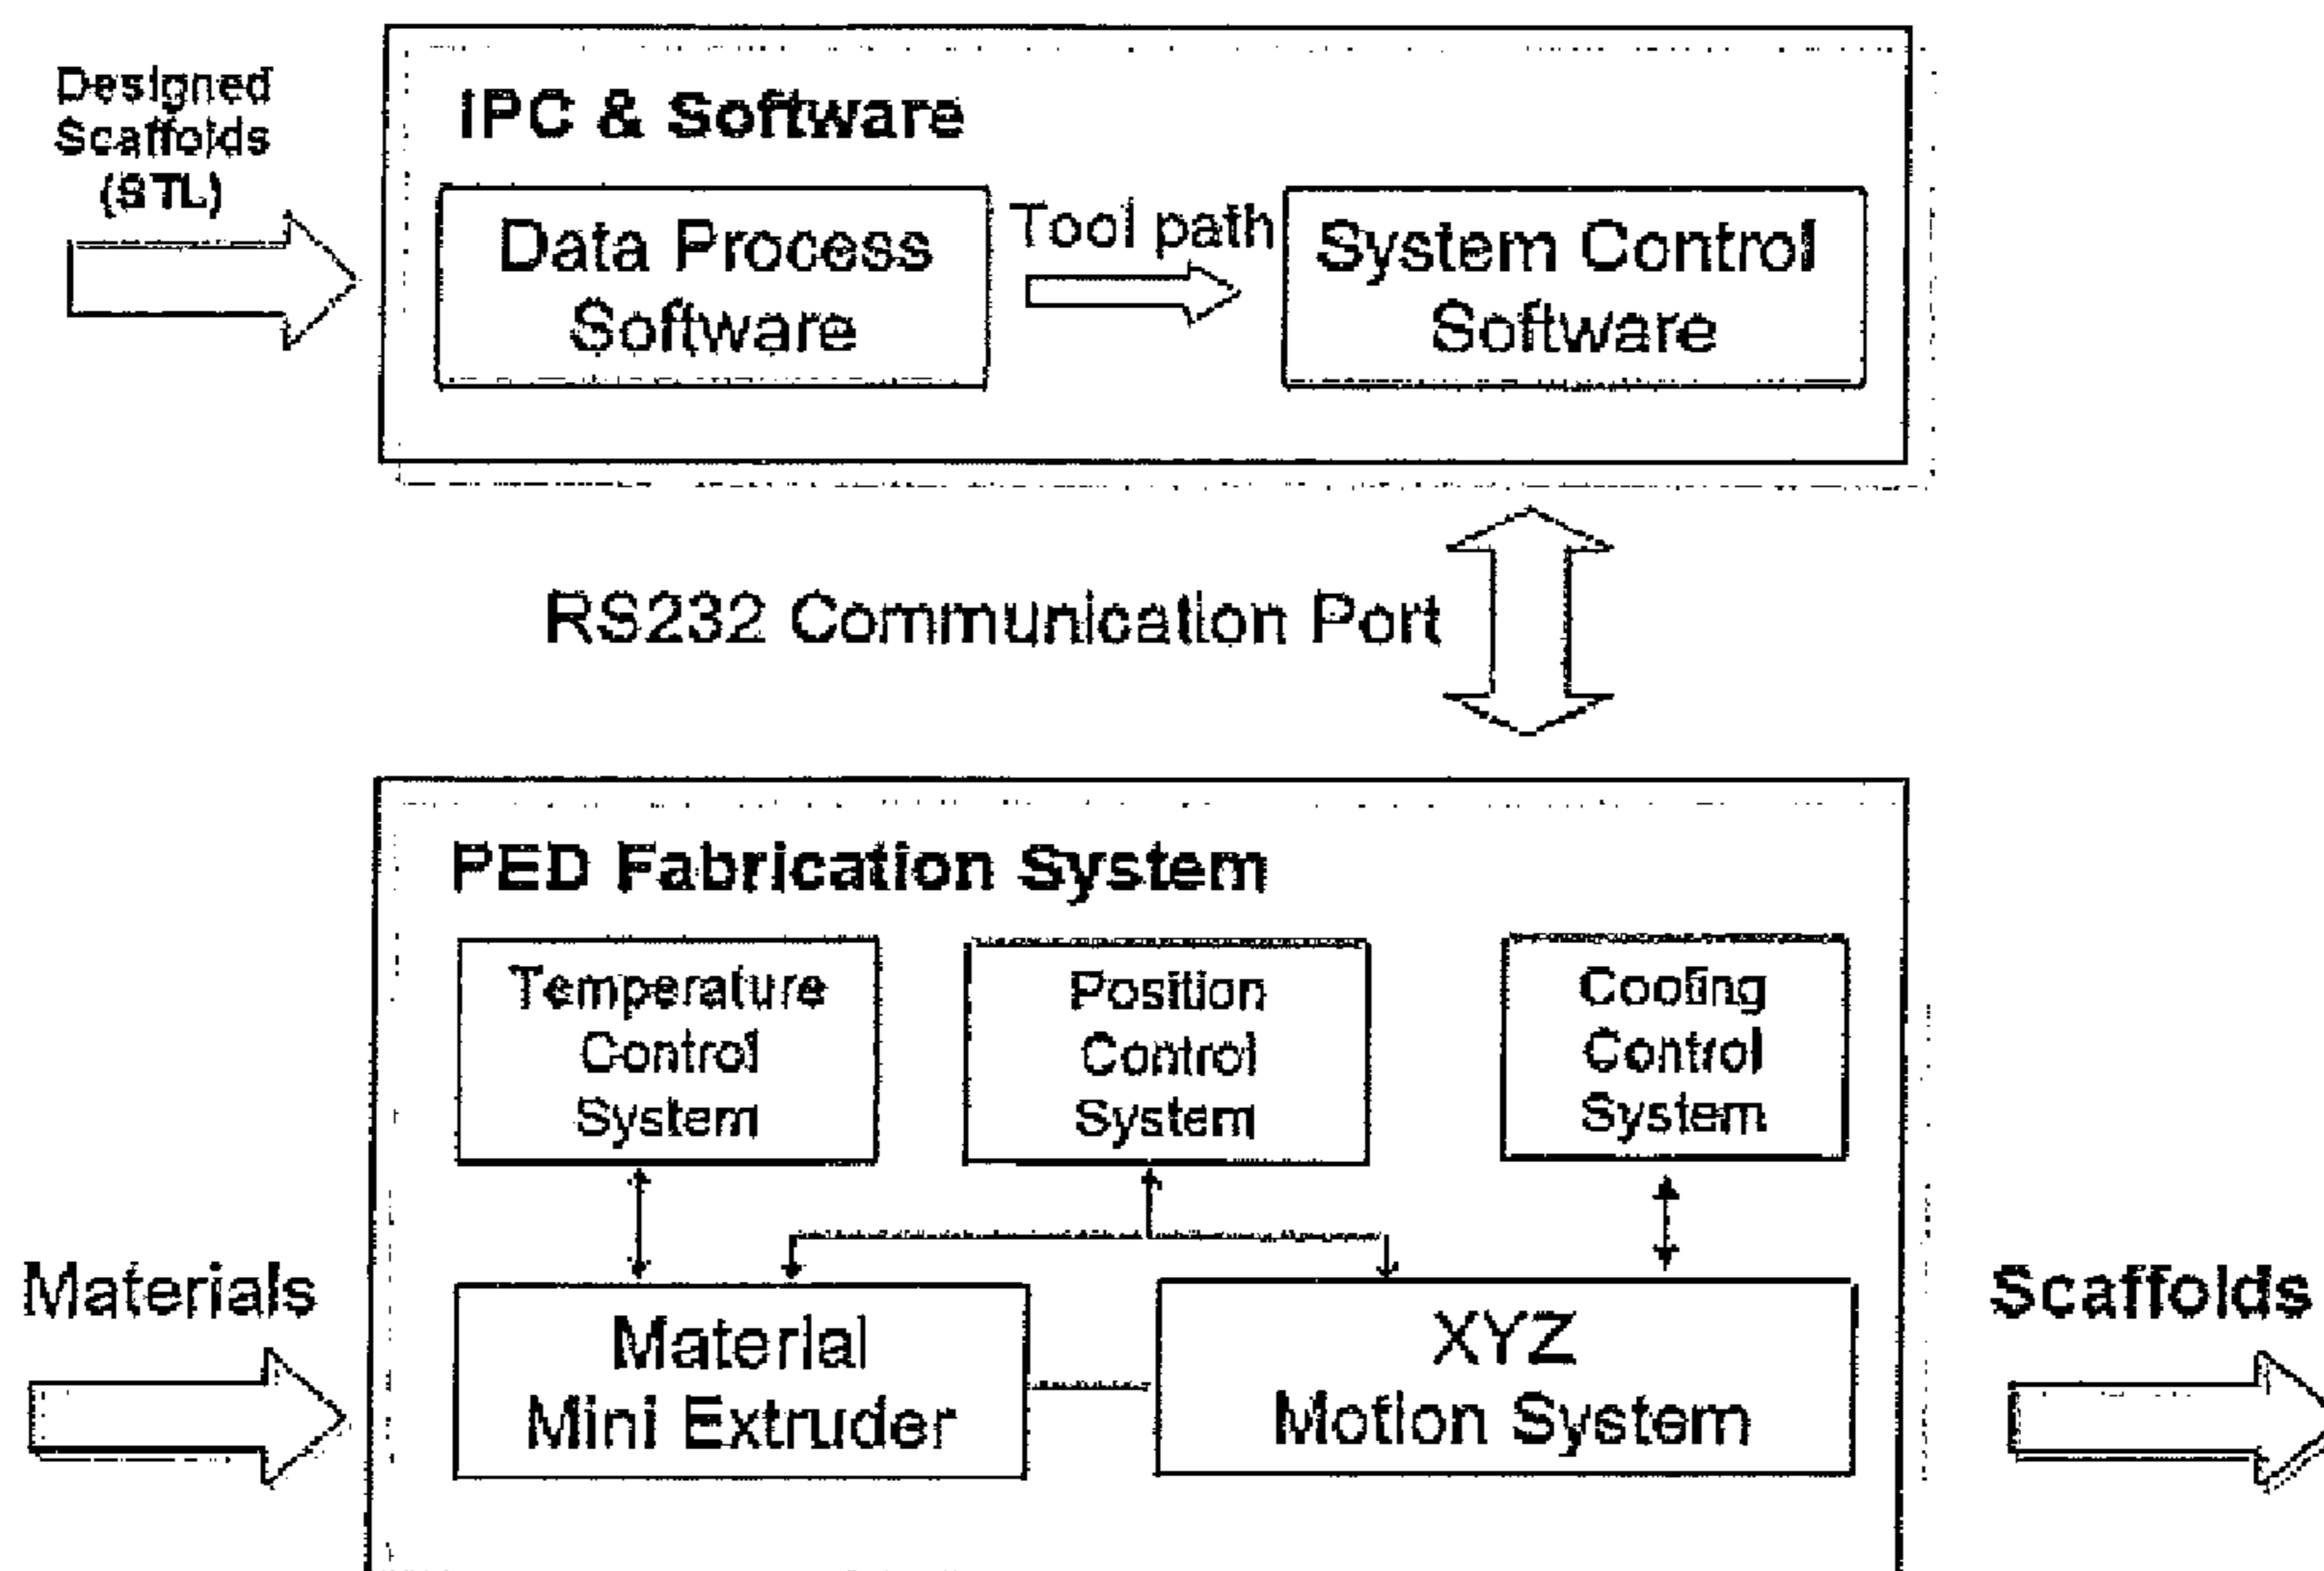 Designed
Scaffolds
(STL)
IPC & Software
Data Process
Software
Tool path
System Control
Software
RS232 Communication Port
PED Fabrication System
Temperature
Control
System
Position
Control
System
Cooling
Control
System
Materials
Material
Mini Extruder
XYZ
Motion System
Scaffolds